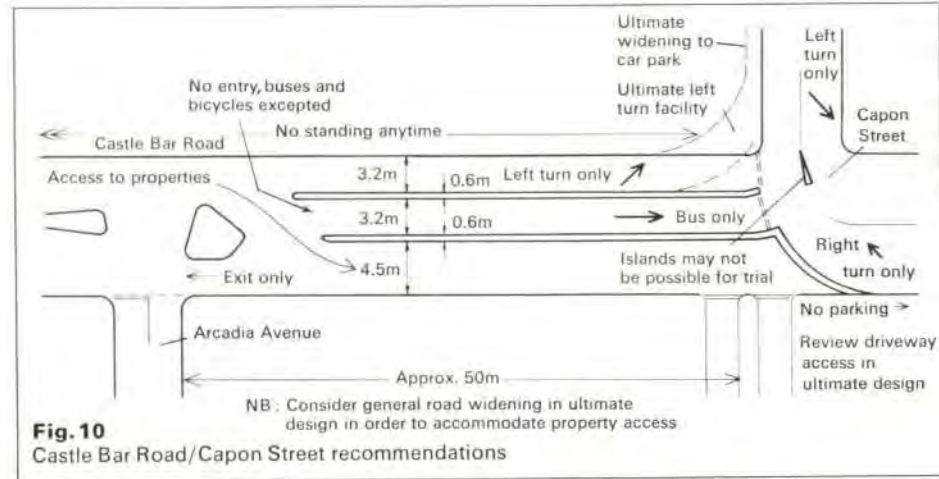 Ultimate
widening to
car park
Left
turn
only
No entry, buses and
bicycles excepted
Ultimate left
turn facility
Capon
Street
No standing anytime
Castle Bar Road
Access to properties
3.2m
0.6m
Left turn only
3.2m
0.6m
Bus only
4.5m
Islands may not
be possible for trial
Right
turn only
Exit only
No parking
Arcadia Avenue
Review driveway
access in
ultimate design
Approx. 50m
NB: Consider general road widening in ultimate
design in order to accommodate property access
Fig. 10
Castle Bar Road/Capon Street recommendations